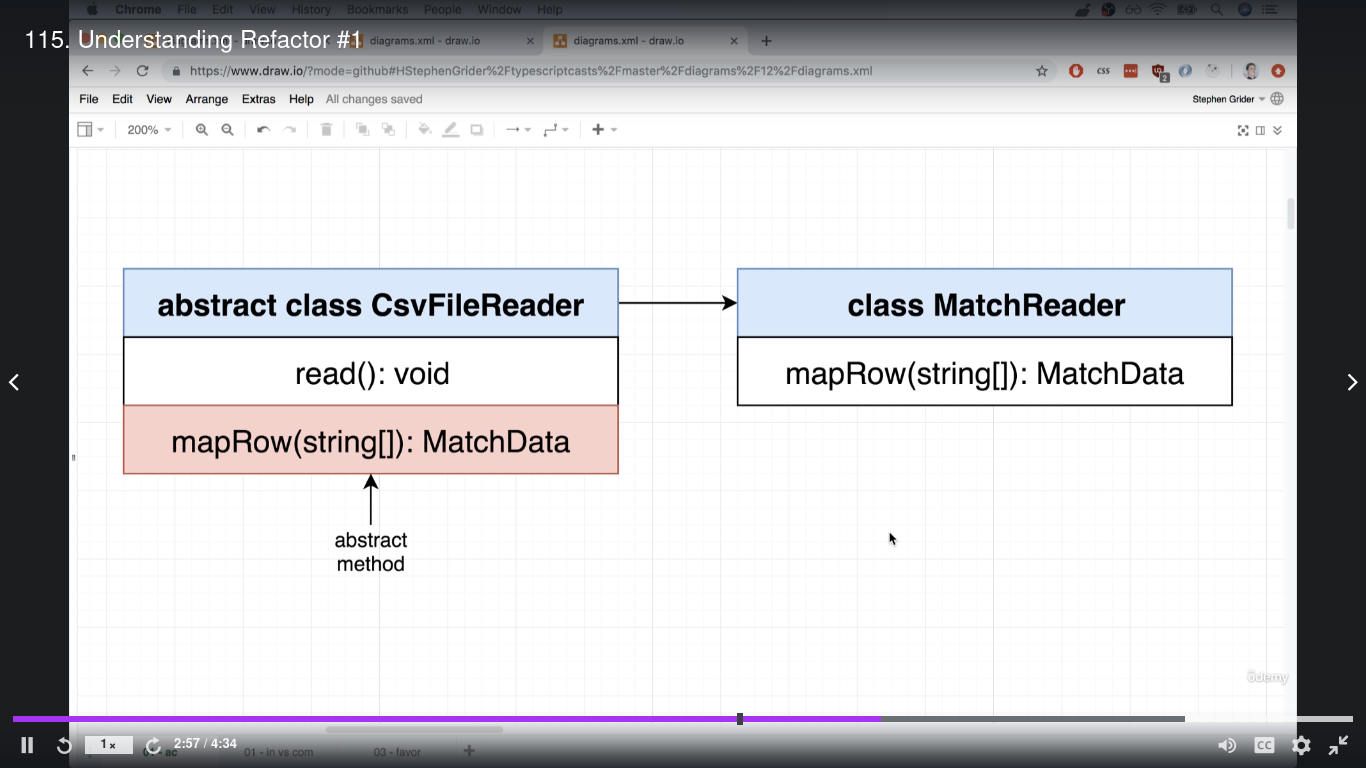 Chrome File Edit View History Bookmarks People Window Help
115. Understanding Refactor #1
diagrams.xml - draw.io
diagrams.xml - draw.io
https://www.draw.io/?mode=github#HStephenGrider%2Ftypescriptcasts%2Fmaster%2Fdiagrams%2F12%2Fdiagrams.xml
CSS
2
File Edit View Arrange Extras Help All changes saved
Stephen Grider
200%
abstract class CsvFileReader
class MatchReader
read(): void
mapRow(string[]): MatchData
mapRow(string[]): MatchData
abstract
method
ûdemy
1x
2:57 / 4:34
01 - in vs com
03 - favor
CC